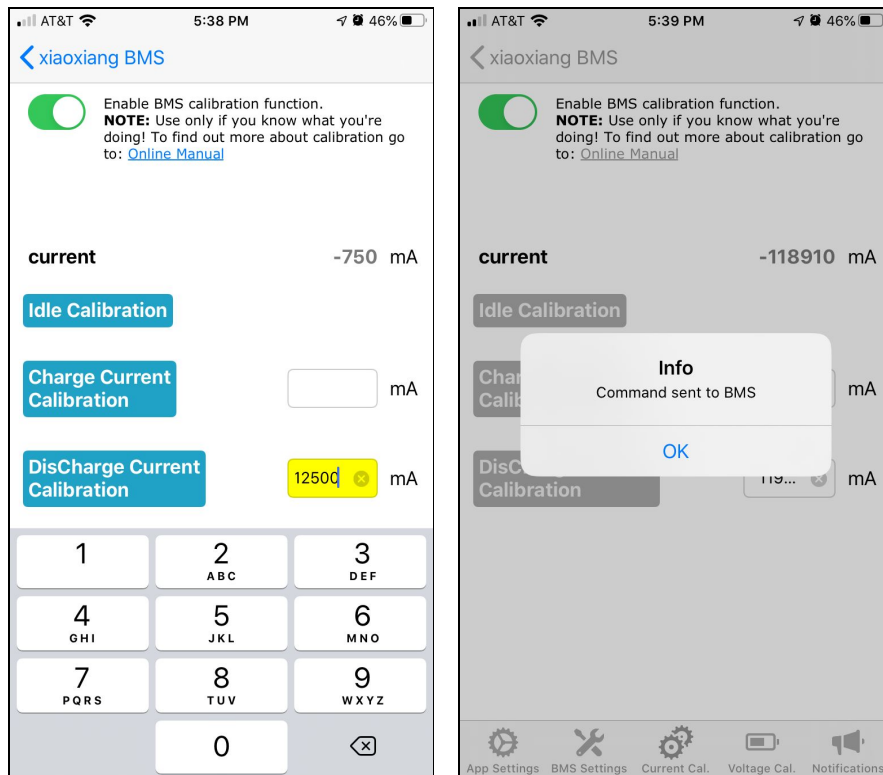 AT&T 5:38 PM 46%
xiaoxiang BMS
Enable BMS calibration function.
NOTE: Use only if you know what you're
doing! To find out more about calibration go
to: Online Manual
current -750 mA
Idle Calibration
Charge Current
Calibration
mA
DisCharge Current
Calibration
12500 mA
1
2
ABC
3
DEF
4
GHI
5
JKL
6
MNO
7
PQRS
8
TUV
9
WXYZ
0
AT&T 5:39 PM 46%
xiaoxiang BMS
Enable BMS calibration function.
NOTE: Use only if you know what you're
doing! To find out more about calibration go
to: Online Manual
current -118910 mA
Idle Calibration
Info
Command sent to BMS
OK
Char
Calib
mA
DisC
Calibration
119... mA
App Settings BMS Settings Current Cal. Voltage Cal. Notifications